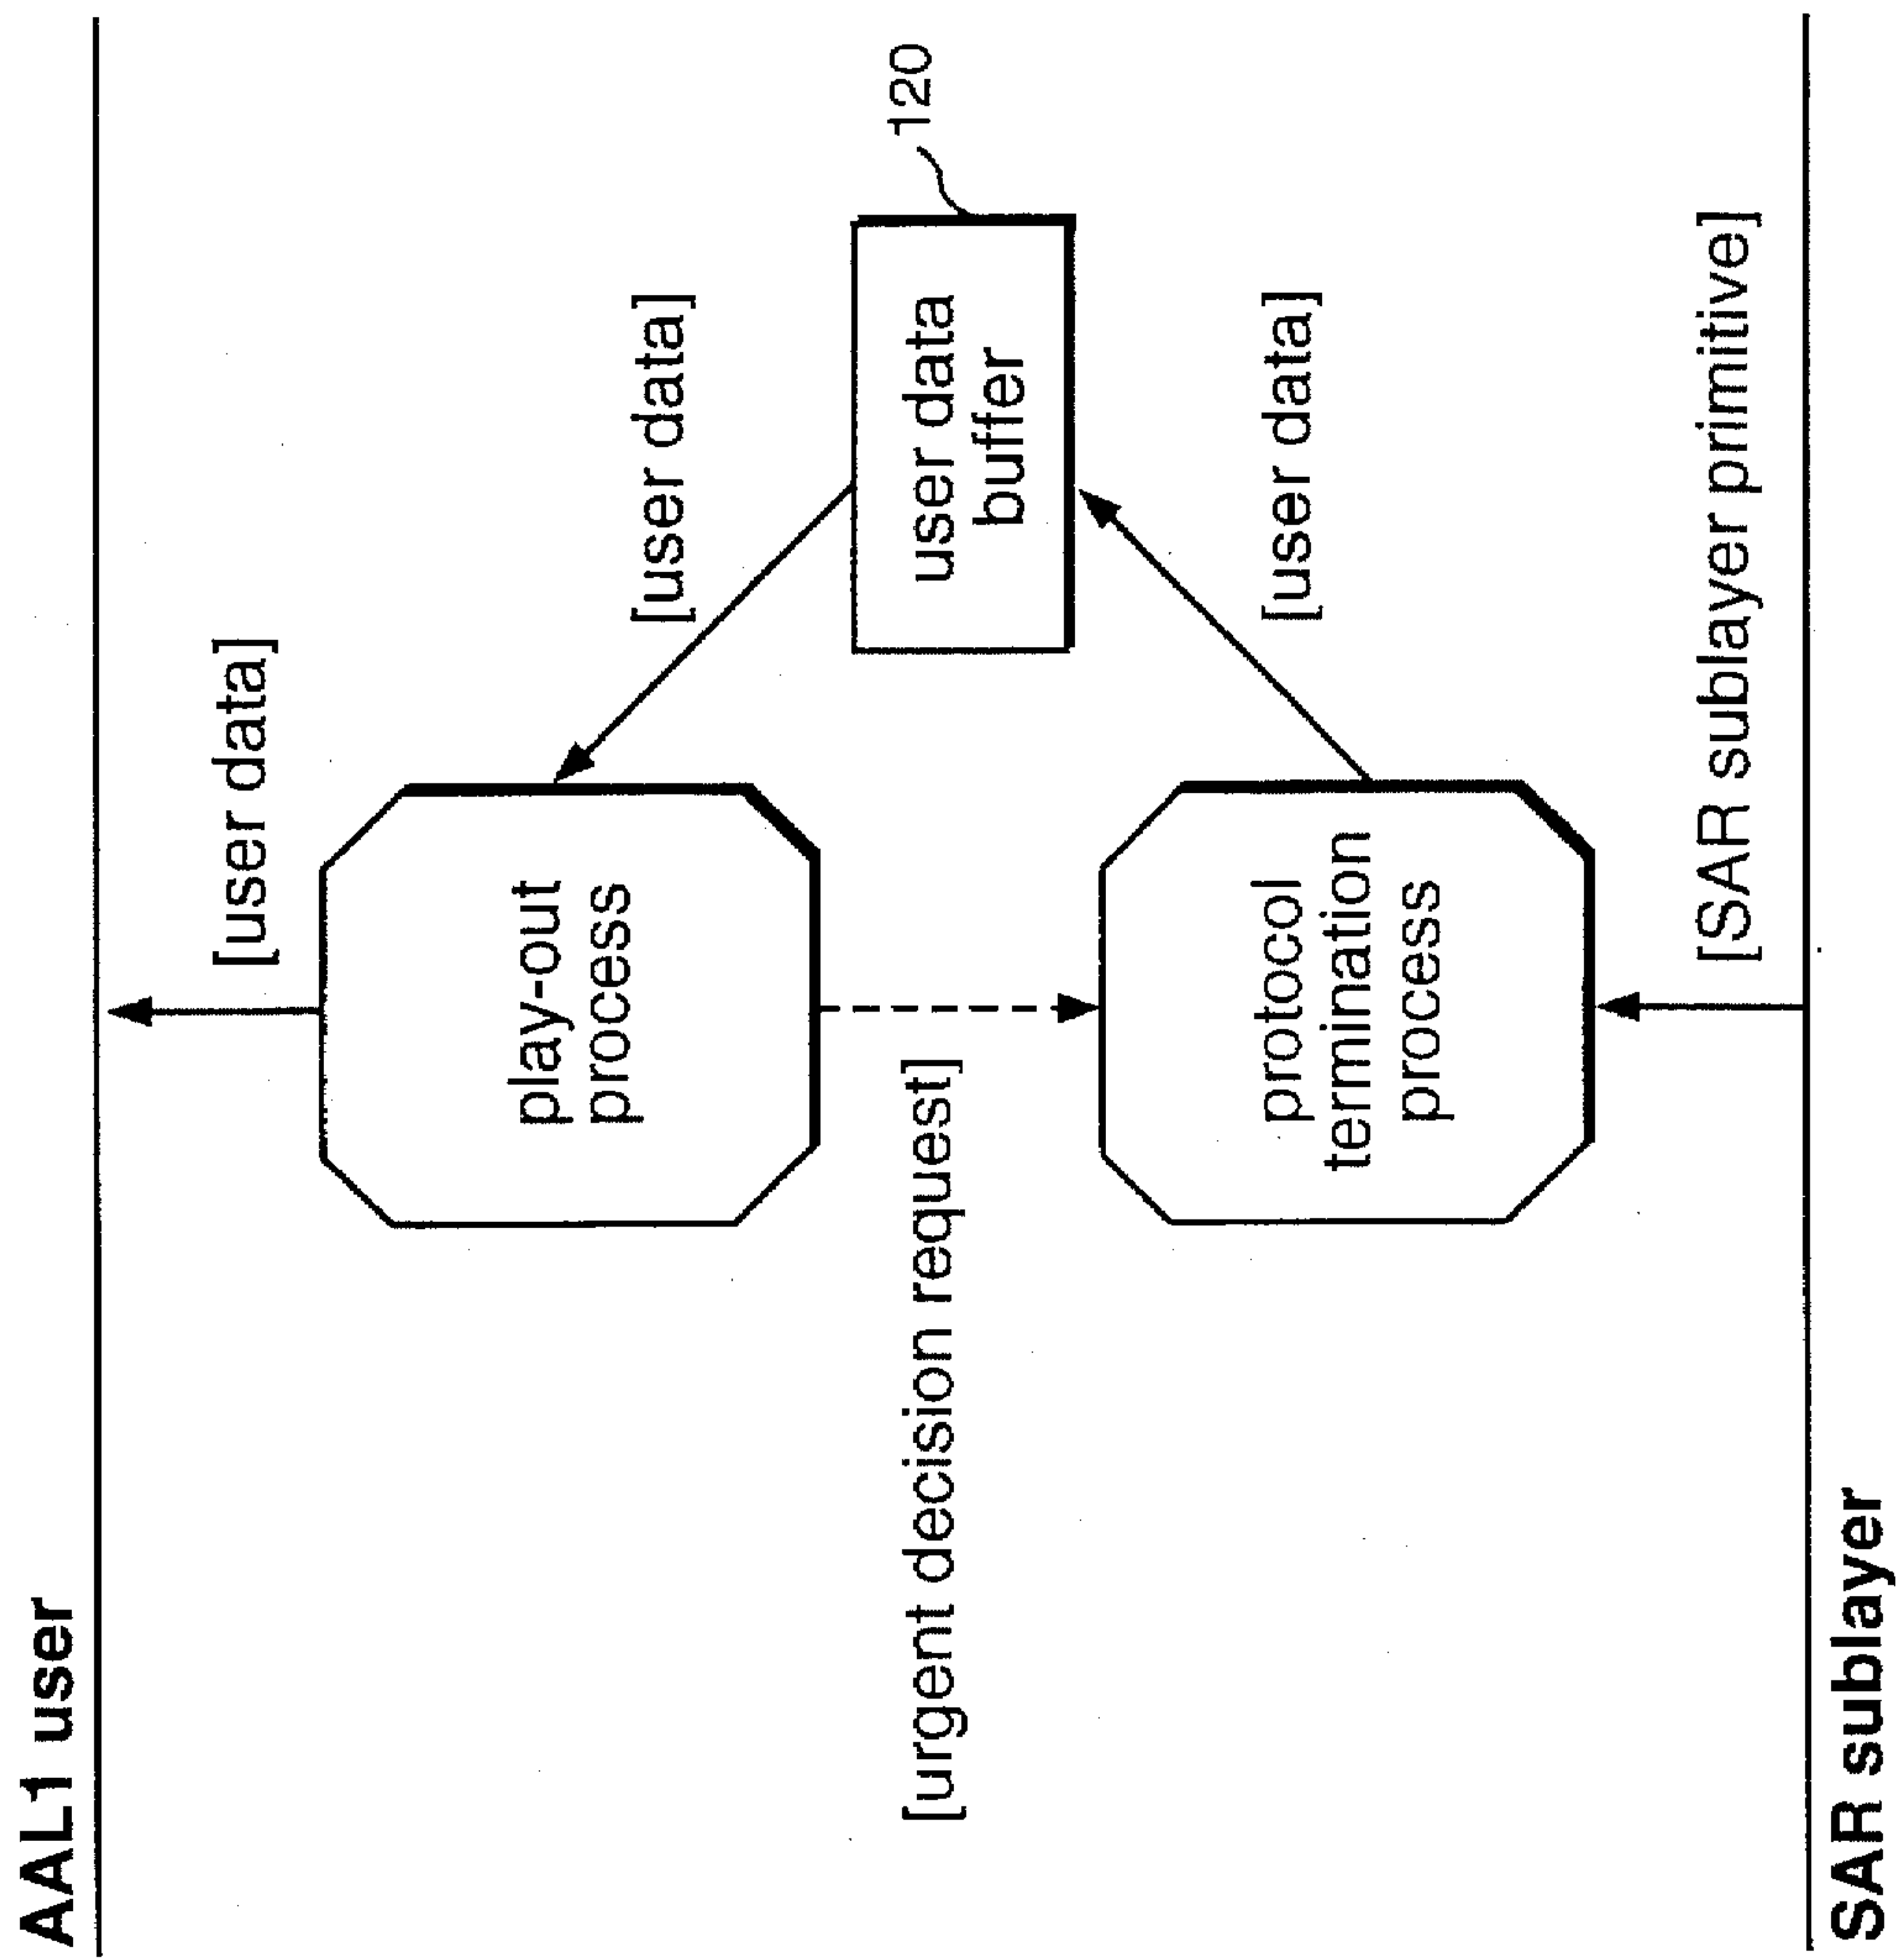 AAL1 user
[user data]
play-out
process
[user data]
[urgent decision request]
user data
buffer
120
protocol
termination
process
[user data]
[SAR sublayer primitive]
SAR sublayer